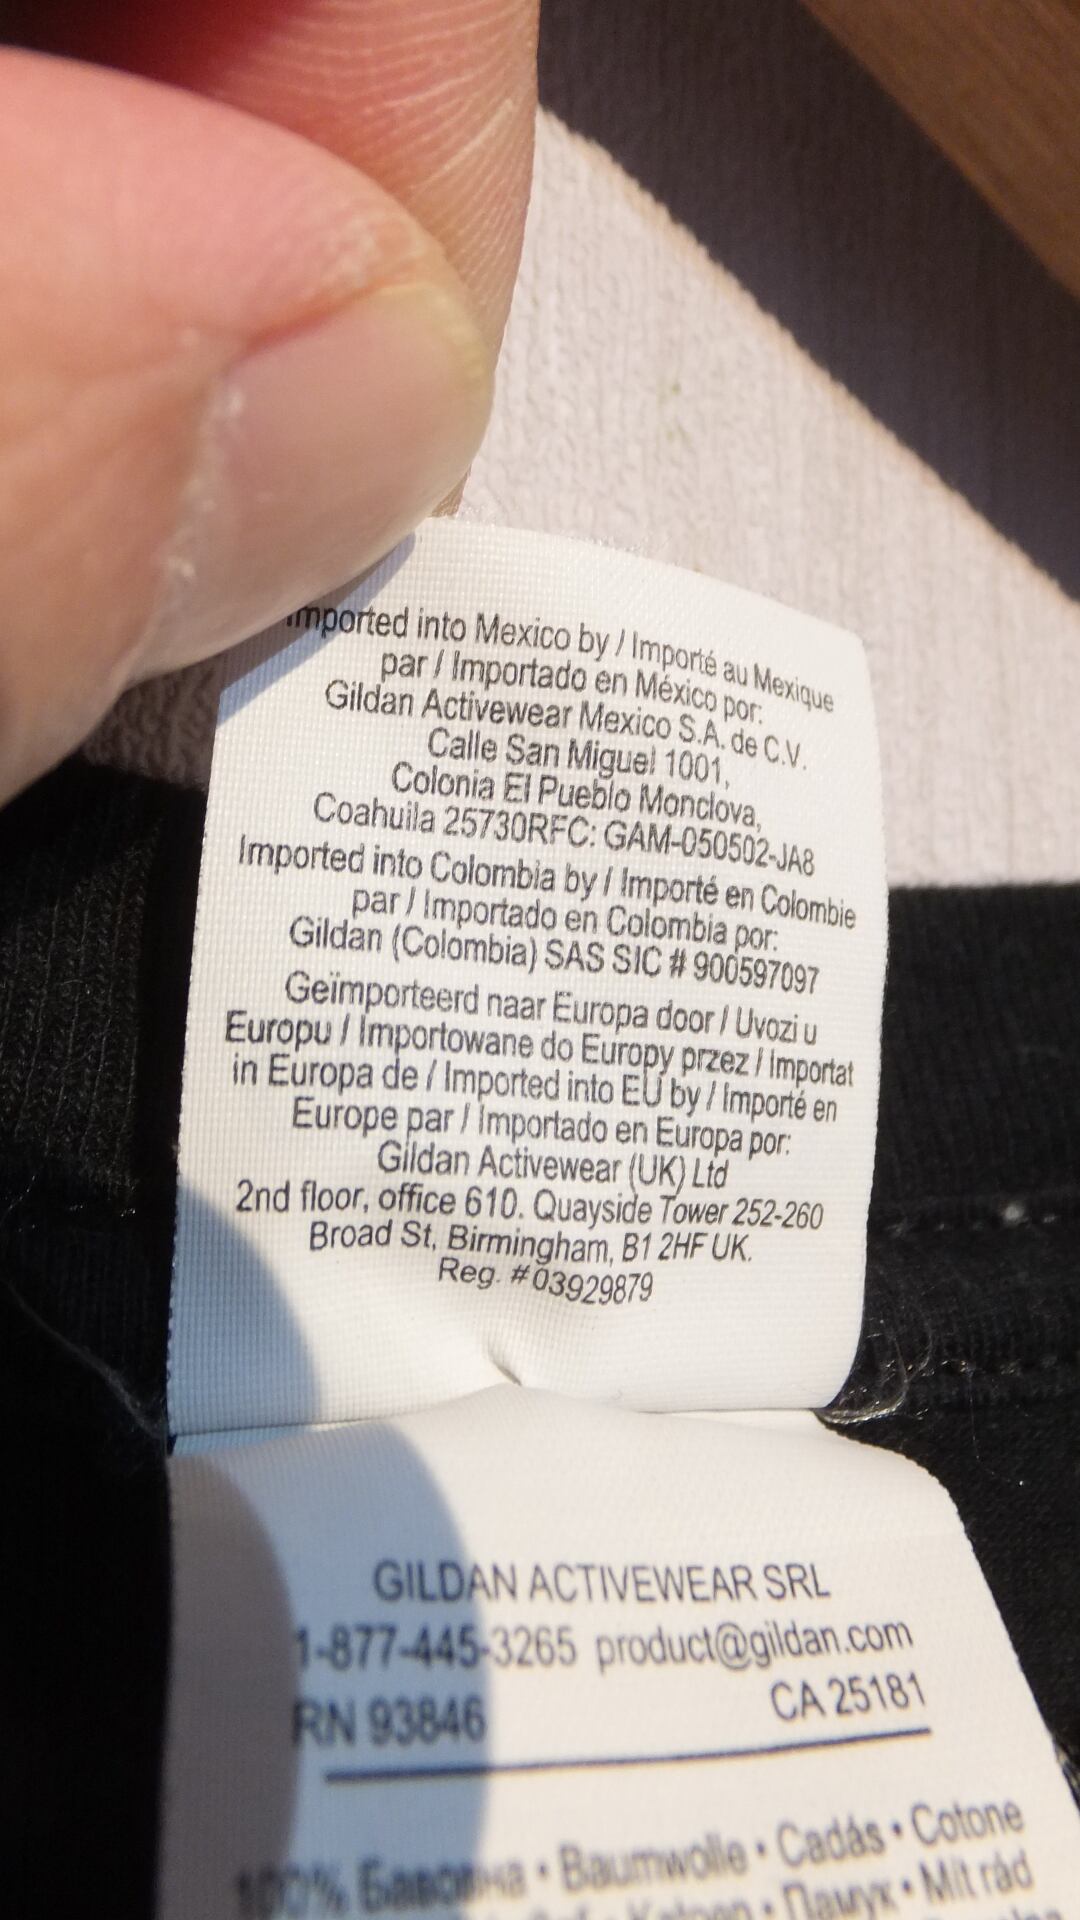 Imported into Mexico by / Importé au Mexique
par / Importado en México por:
Gildan Activewear Mexico S.A. de C.V.
Calle San Miguel 1001,
Colonia El Pueblo Monclova,
Coahuila 25730RFC: GAM-050502-JA8
Imported into Colombia by / Importé en Colombie
par / Importado en Colombia por:
Gildan (Colombia) SAS SIC # 900597097
Geïmporteerd naar Europa door / Uvozi u
Europu / Importowane do Europy przez / Importat
in Europa de / Imported into EU by / Importé en
Europe par / Importado en Europa por:
Gildan Activewear (UK) Ltd
2nd floor, office 610. Quayside Tower 252-260
Broad St, Birmingham, B1 2HF UK.
Reg. # 03929879
GILDAN ACTIVEWEAR SRL
1-877-445-3265 product@gildan.com
RN 93846 CA 25181
100% Бавовна • Baumwolle • Cadás • Cotone
Katoen • Памук • Mit rád